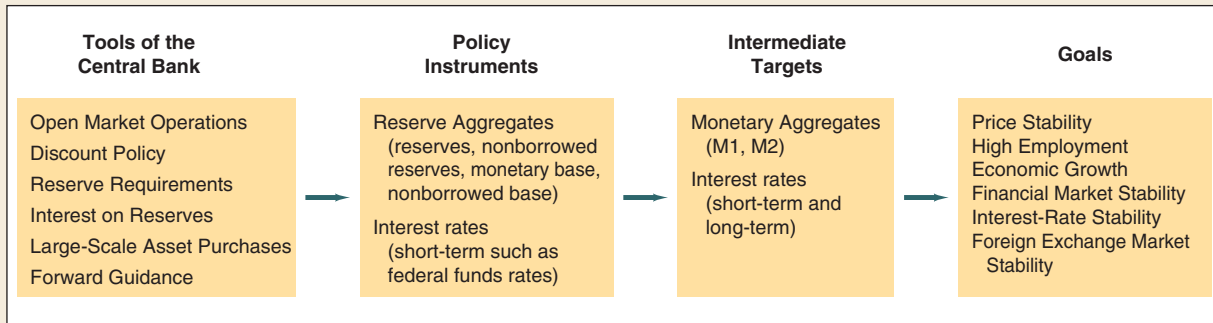 Tools of the
Central Bank
Open Market Operations
Discount Policy
Reserve Requirements
Interest on Reserves
Large-Scale Asset Purchases
Forward Guidance
Policy
Instruments
Reserve Aggregates
(reserves, nonborrowed
reserves, monetary base,
nonborrowed base)
Interest rates
(short-term such as
federal funds rates)
Intermediate
Targets
Monetary Aggregates
(M1, M2)
Interest rates
(short-term and
long-term)
Goals
Price Stability
High Employment
Economic Growth
Financial Market Stability
Interest-Rate Stability
Foreign Exchange Market
Stability